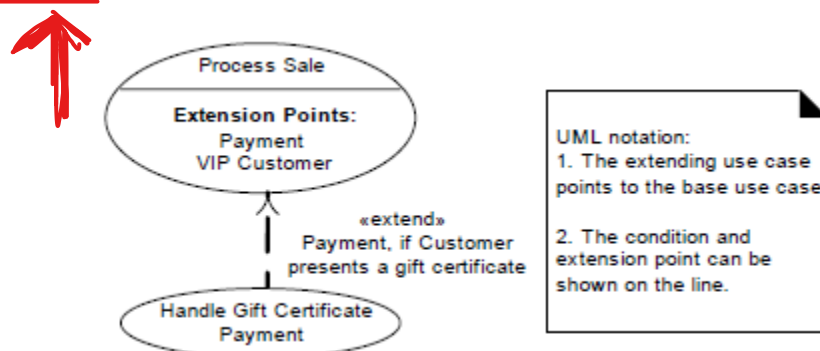 Process Sale
Extension Points:
Payment
VIP Customer
«extend»
Payment, if Customer
presents a gift certificate
Handle Gift Certificate
Payment
UML notation:
1. The extending use case
points to the base use case
2. The condition and
extension point can be
shown on the line.